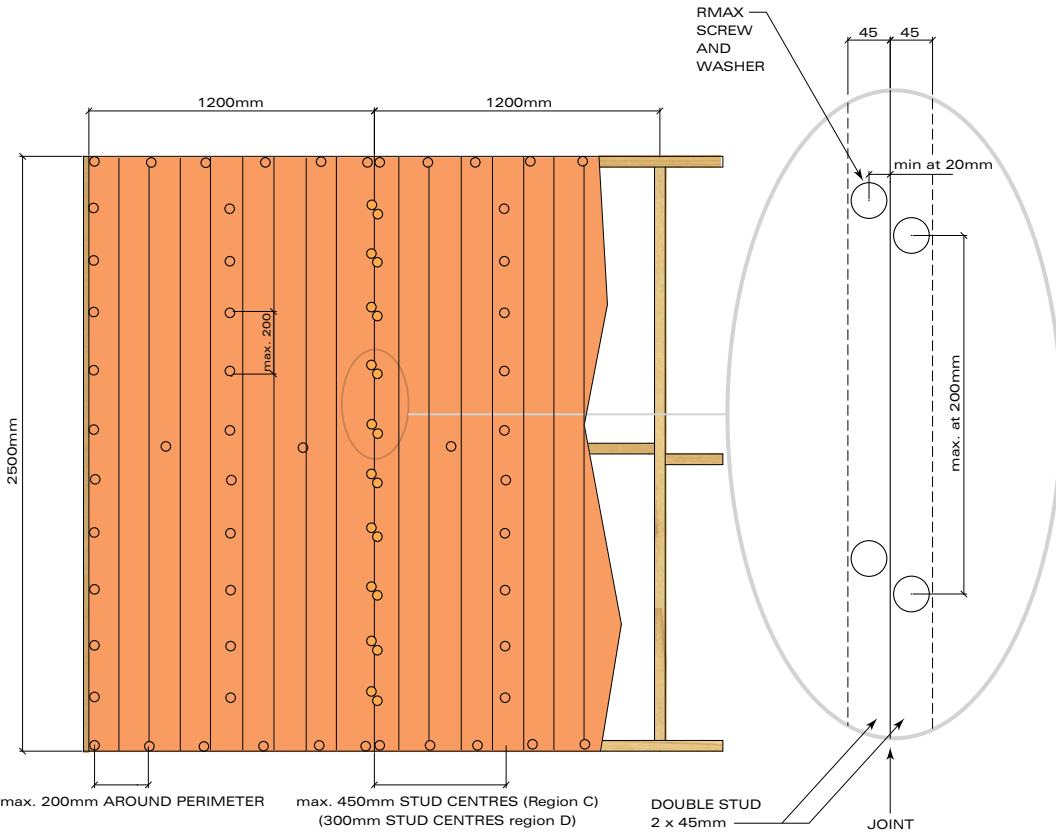 RMAX
SCREW
AND
WASHER
45
45
1200mm
1200mm
min at 20mm
max. 200
2500mm
max. at 200mm
max. 200mm AROUND PERIMETER
max. 450mm STUD CENTRES (Region C)
(300mm STUD CENTRES region D)
DOUBLE STUD
2 x 45mm
JOINT